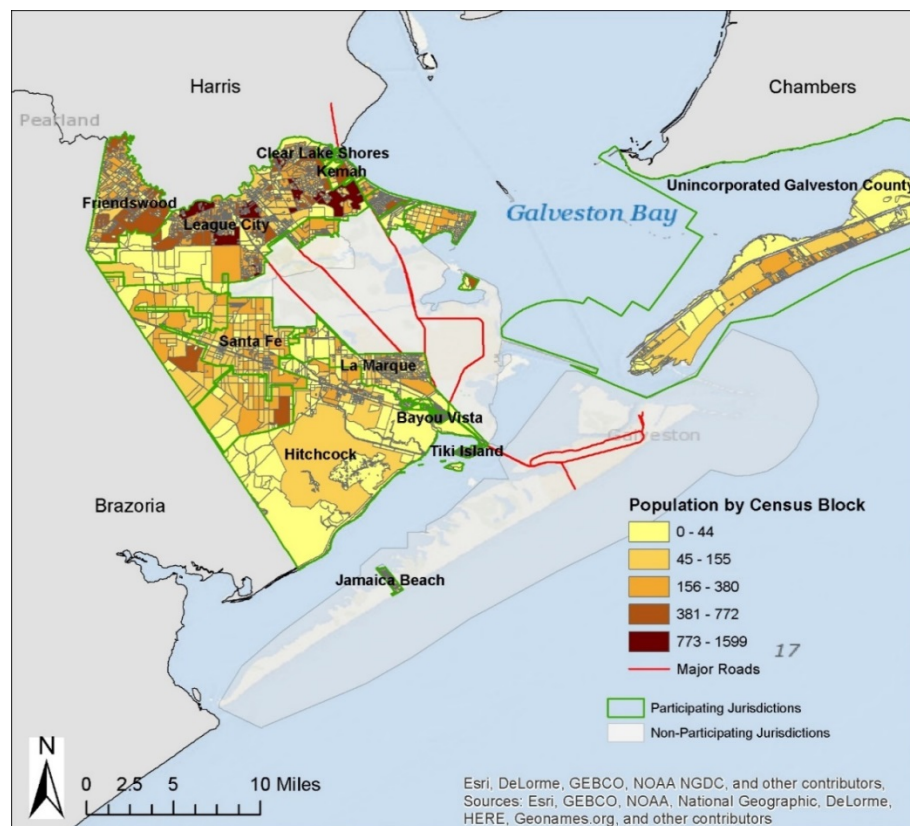 Harris
Chambers
Pearland
Clear Lake Shores
Kemah
Unincorporated Galveston County
Friendswood
League City
Galveston Bay
Santa Fe
La Marque
Bayou Vista
Galveston
Tiki Island
Hitchcock
Brazoria
Jamaica Beach
Population by Census Block
0 - 44
45 - 155
156 - 380
381 - 772
773 - 1599
17
Major Roads
Participating Jurisdictions
Non-Participating Jurisdictions
N
0 2.5 5 10 Miles
Esri, DeLorme, GEBCO, NOAA NGDC, and other contributors,
Sources: Esri, GEBCO, NOAA, National Geographic, DeLorme,
HERE, Geonames.org, and other contributors